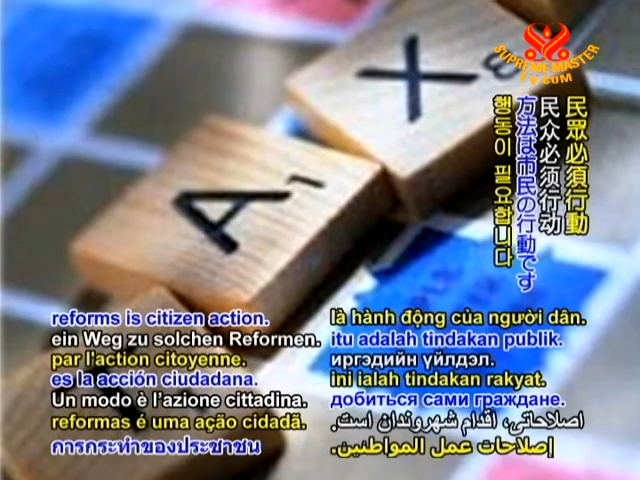 SUPREME MASTER
TV.COM
X 8
A 1
民眾必須行動
民众必须行动
方法は市民の行動です
행동이 필요합니다
reforms is citizen action.
ein Weg zu solchen Reformen.
par l'action citoyenne.
es la acción ciudadana.
Un modo è l'azione cittadina.
reformas é uma ação cidadã.
การกระทำของประชาชน
là hành động của người dân.
itu adalah tindakan publik.
иргэдийн үйлдэл.
ini ialah tindakan rakyat.
добиться сами граждане.
اصلاحاتی، اقدام شهروندان است.
إصلاحات عمل المواطنين.